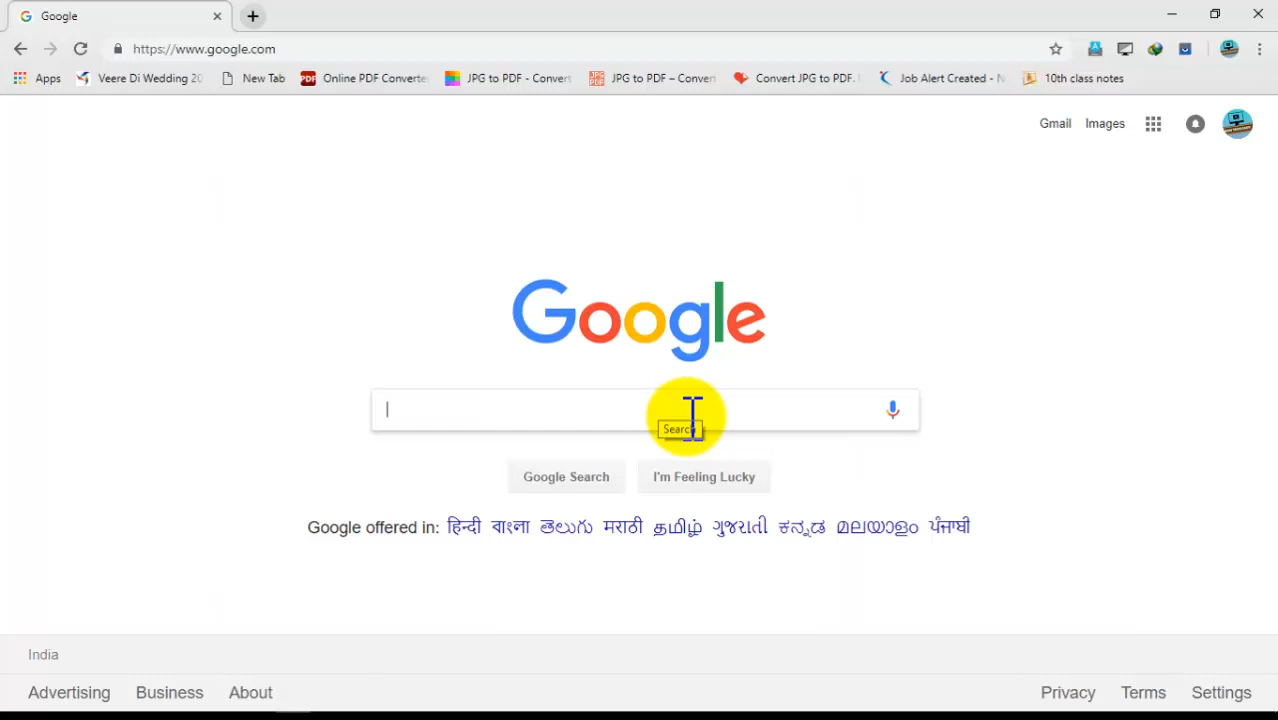 Google
https://www.google.com
Apps Veere Di Wedding 20 New Tab PDF Online PDF Converte JPG to PDF - Convert JPG to PDF – Convert Convert JPG to PDF. Job Alert Created - N 10th class notes
Gmail Images
Google
Search
Google Search I'm Feeling Lucky
Google offered in: हिन्दी বাংলা తెలుగు मराठी தமிழ் ગુજરાતી ಕನ್ನಡ മലയാളം ਪੰਜਾਬੀ
India
Advertising Business About Privacy Terms Settings